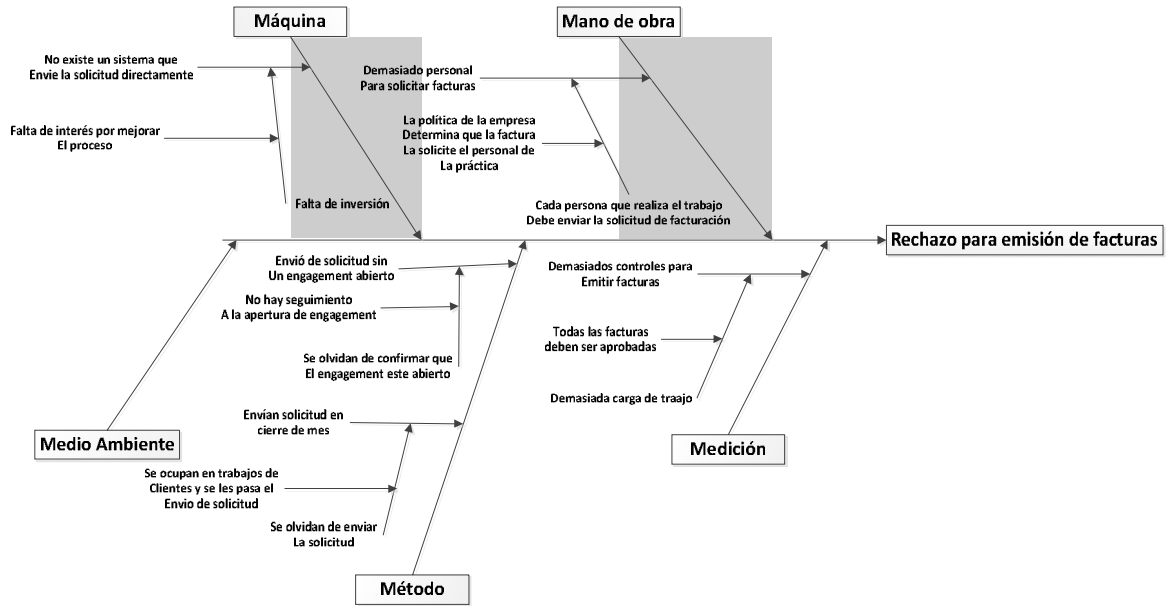 Máquina
Mano de obra
No existe un sistema que
Envie la solicitud directamente
Falta de interés por mejorar
El proceso
Falta de inversión
Demasiado personal
Para solicitar facturas
La política de la empresa
Determina que la factura
La solicite el personal de
La práctica
Cada persona que realiza el trabajo
Debe enviar la solicitud de facturación
Rechazo para emisión de facturas
Envió de solicitud sin
Un engagement abierto
No hay seguimiento
A la apertura de engagement
Se olvidan de confirmar que
El engagement este abierto
Envían solicitud en
cierre de mes
Se ocupan en trabajos de
Clientes y se les pasa el
Envio de solicitud
Se olvidan de enviar
La solicitud
Demasiados controles para
Emitir facturas
Todas las facturas
deben ser aprobadas
Demasiada carga de traajo
Medio Ambiente
Medición
Método